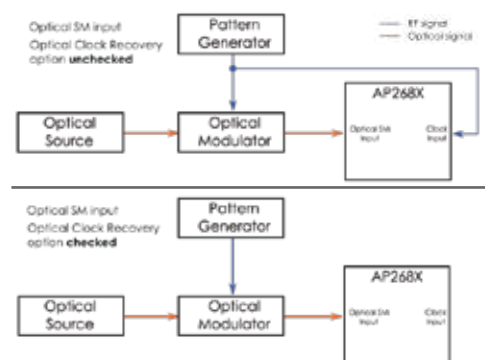 Optical SM input
Optical Clock Recovery
option unchecked
Pattern
Generator
RF signal
Optical signal
Optical
Source
Optical
Modulator
AP268X
Optical SM
Input
Clock
Input
Optical SM input
Optical Clock Recovery
option checked
Pattern
Generator
Optical
Source
Optical
Modulator
AP268X
Optical SM
Input
Clock
Input